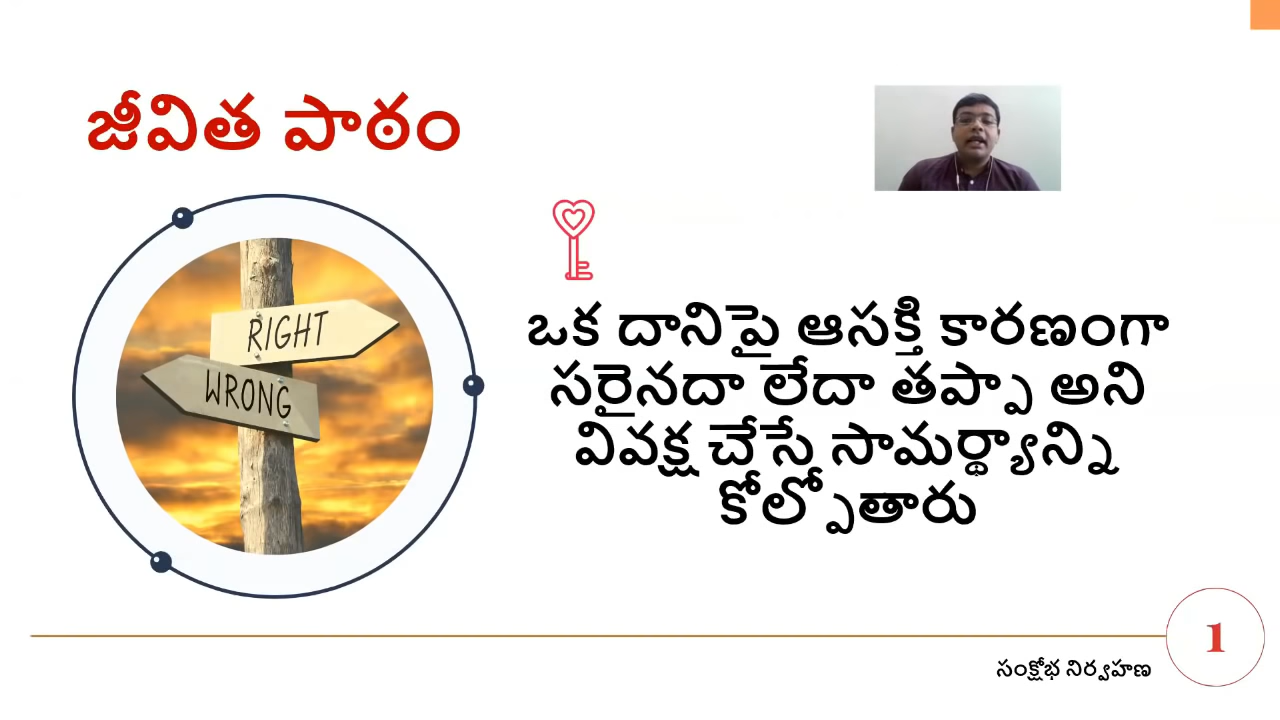 జీవిత పాఠం
RIGHT
WRONG
ఒక దానిపై ఆసక్తి కారణంగా
సరైనదా లేదా తప్పా అని
వివక్ష చేసే సామర్థ్యాన్ని
కోల్పోతారు
1
సంక్షోభ నిర్వహణ